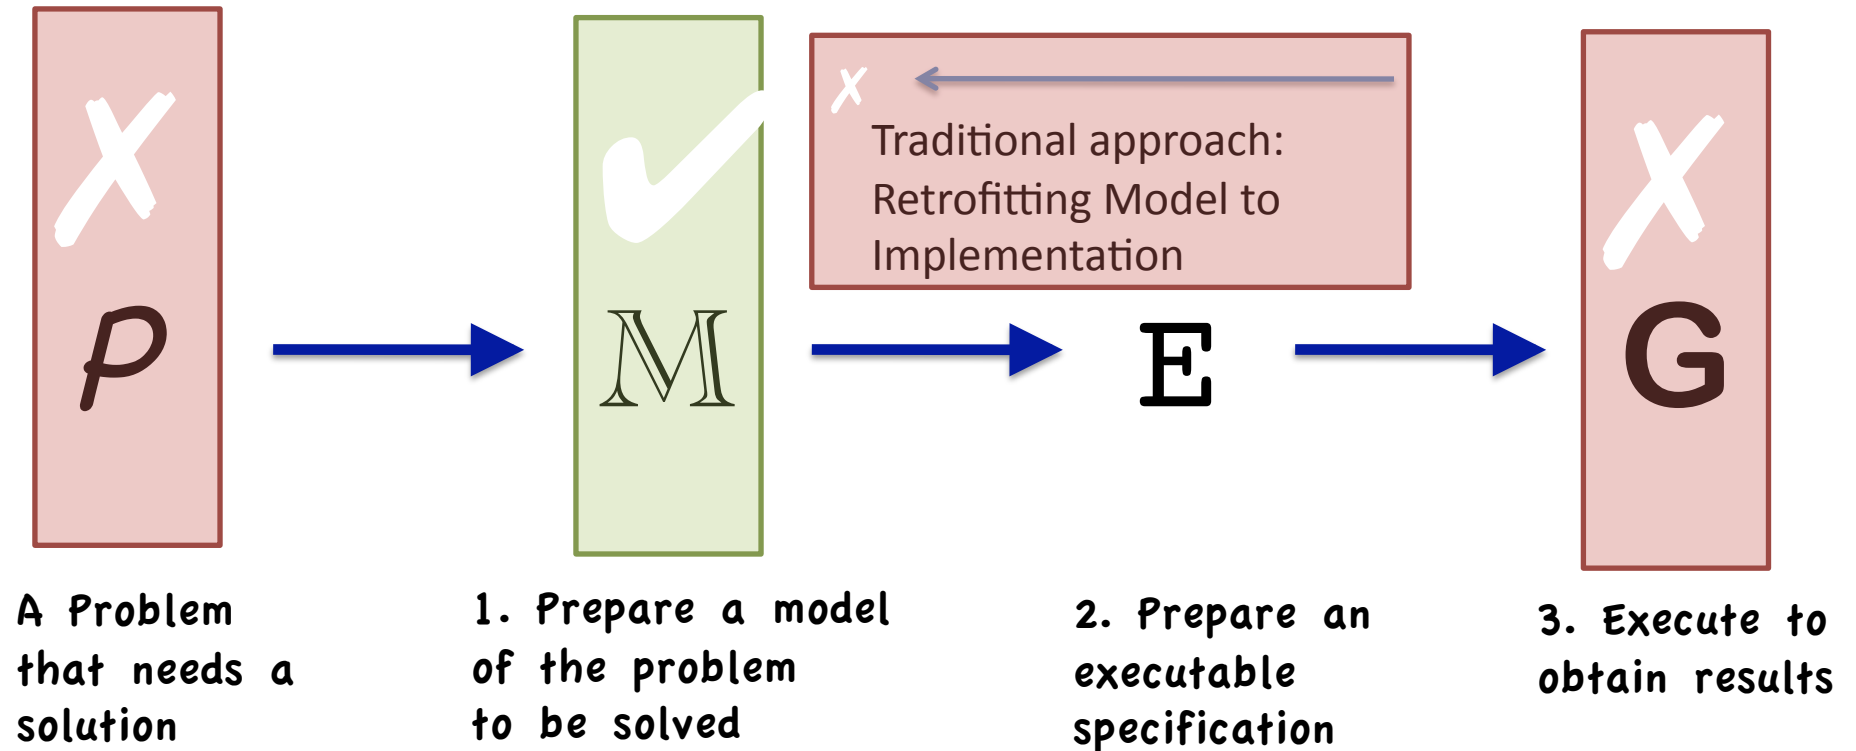 Traditional approach:
Retrofitting Model to
Implementation
P
M
E
G
A Problem
that needs a
solution
1. Prepare a model
of the problem
to be solved
2. Prepare an
executable
specification
3. Execute to
obtain results